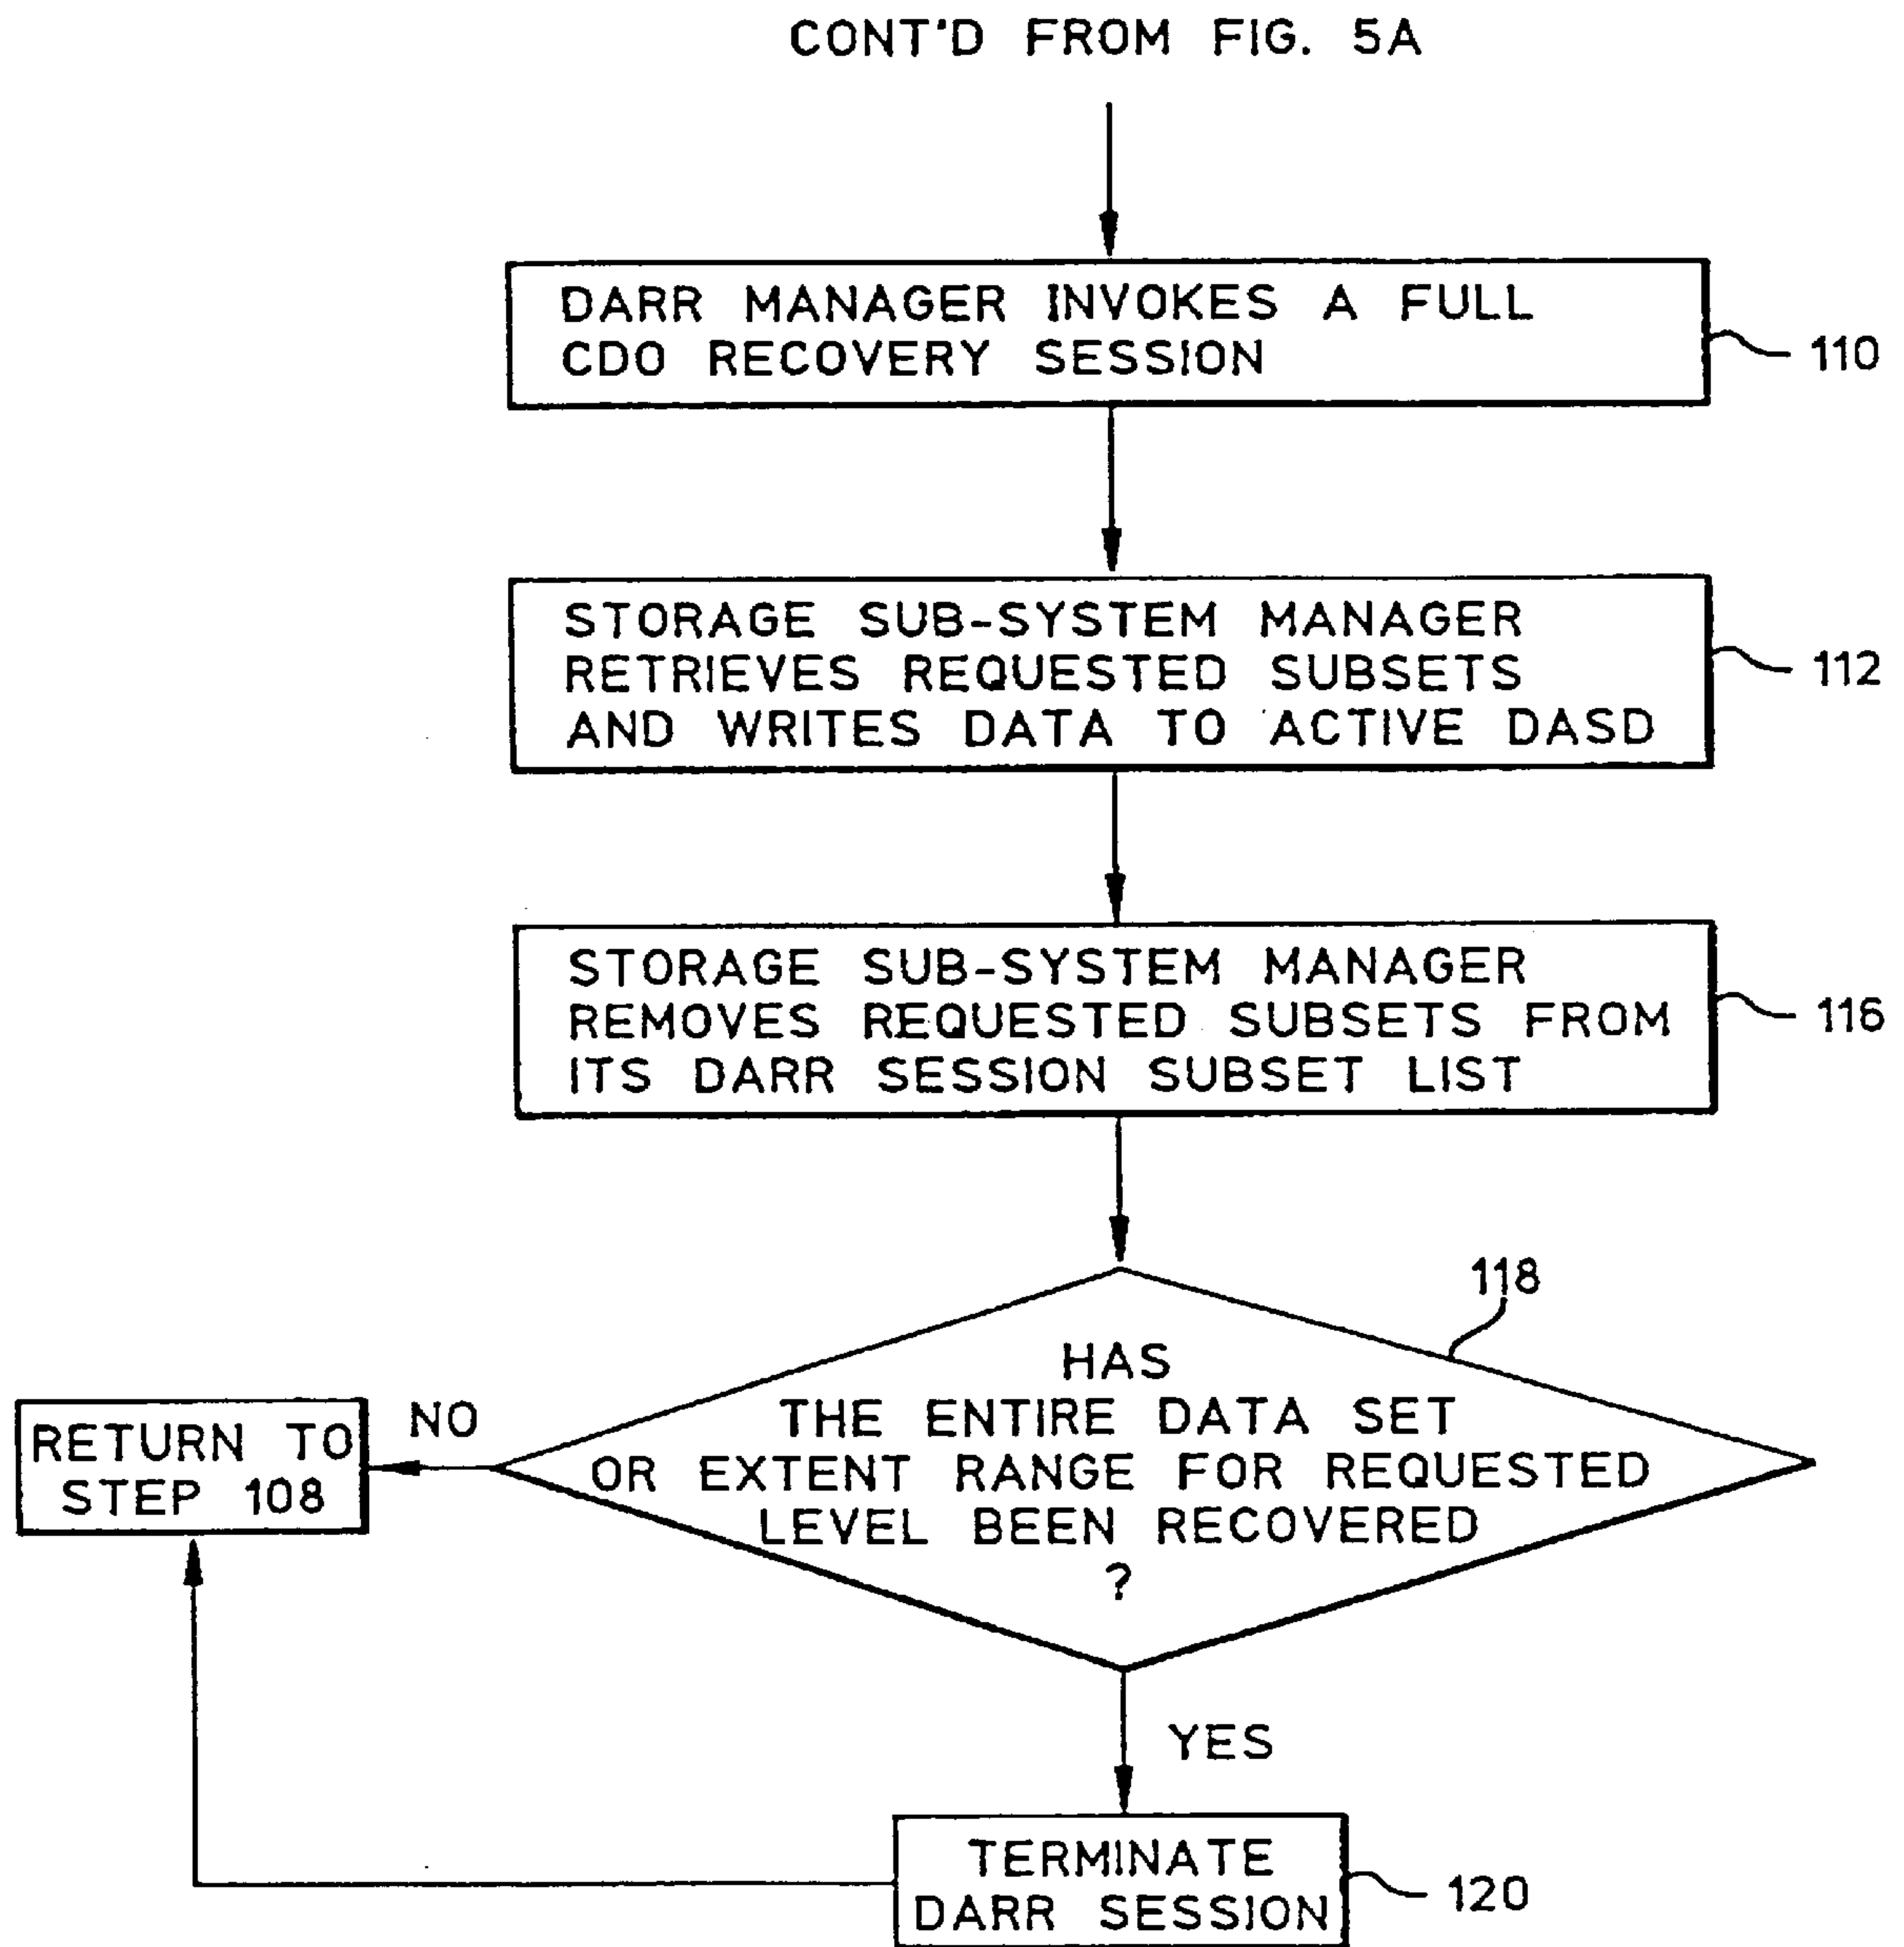 CONT'D FROM FIG. 5A
DARR MANAGER INVOKES A FULL
CDO RECOVERY SESSION
110
STORAGE SUB-SYSTEM MANAGER
RETRIEVES REQUESTED SUBSETS
AND WRITES DATA TO ACTIVE DASD
112
STORAGE SUB-SYSTEM MANAGER
REMOVES REQUESTED SUBSETS FROM
ITS DARR SESSION SUBSET LIST
116
118
HAS
THE ENTIRE DATA SET
OR EXTENT RANGE FOR REQUESTED
LEVEL BEEN RECOVERED
?
NO
RETURN TO
STEP 108
YES
TERMINATE
DARR SESSION
120